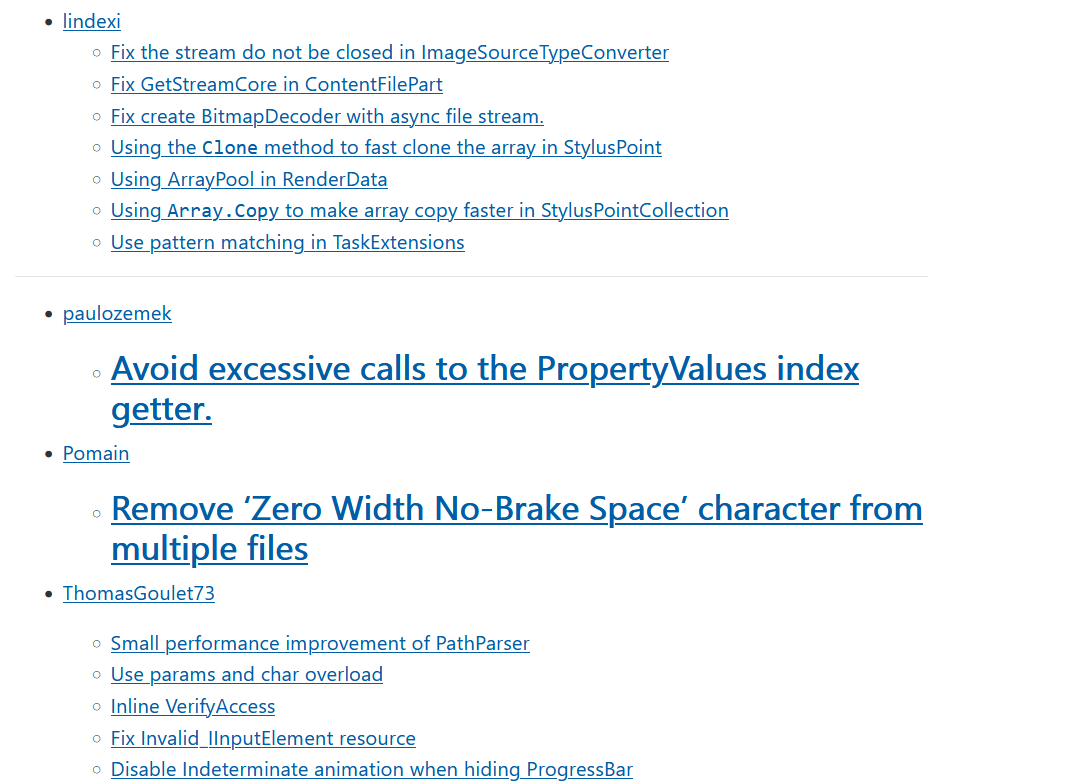 lindexi
Fix the stream do not be closed in ImageSourceTypeConverter
Fix GetStreamCore in ContentFilePart
Fix create BitmapDecoder with async file stream.
Using the Clone method to fast clone the array in StylusPoint
Using ArrayPool in RenderData
Using Array.Copy to make array copy faster in StylusPointCollection
Use pattern matching in TaskExtensions
paulozemek
Avoid excessive calls to the PropertyValues index
getter.
Pomain
Remove ‘Zero Width No-Brake Space’ character from
multiple files
ThomasGoulet73
Small performance improvement of PathParser
Use params and char overload
Inline VerifyAccess
Fix Invalid_IInputElement resource
Disable Indeterminate animation when hiding ProgressBar